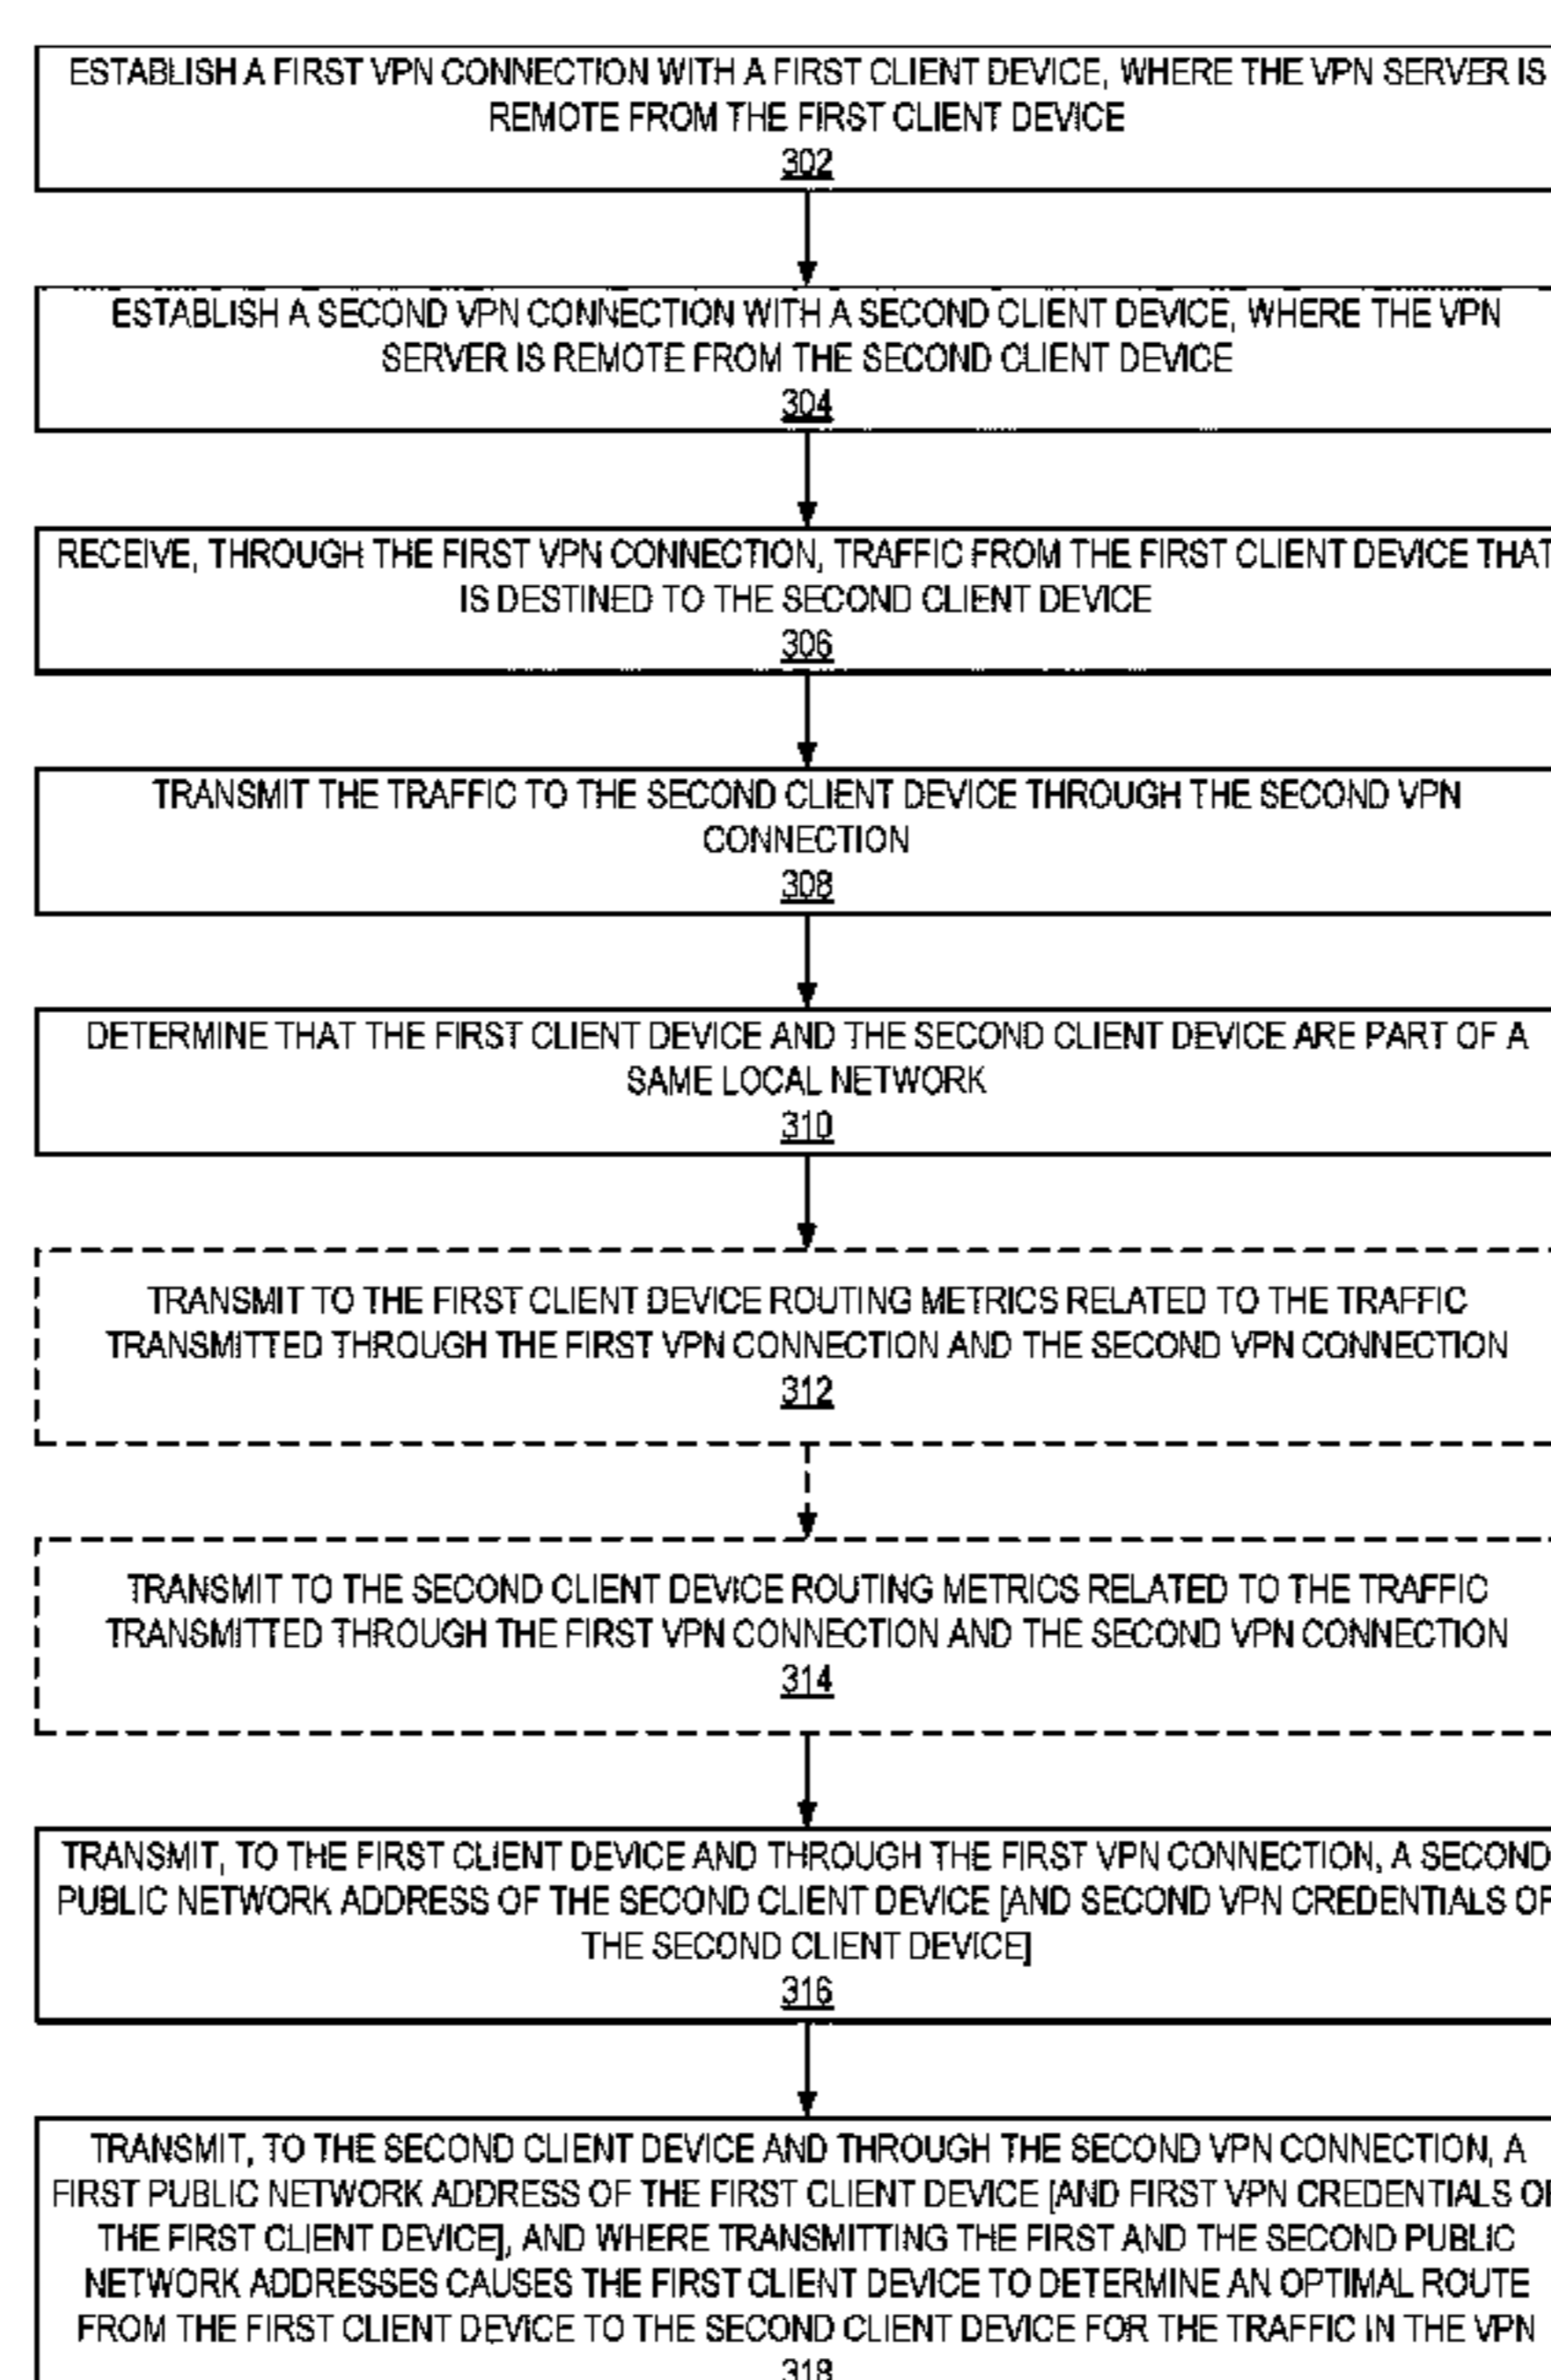 ESTABLISH A FIRST VPN CONNECTION WITH A FIRST CLIENT DEVICE, WHERE THE VPN SERVER IS
REMOTE FROM THE FIRST CLIENT DEVICE
302
ESTABLISH A SECOND VPN CONNECTION WITH A SECOND CLIENT DEVICE, WHERE THE VPN
SERVER IS REMOTE FROM THE SECOND CLIENT DEVICE
304
RECEIVE, THROUGH THE FIRST VPN CONNECTION, TRAFFIC FROM THE FIRST CLIENT DEVICE THAT
IS DESTINED TO THE SECOND CLIENT DEVICE
306
TRANSMIT THE TRAFFIC TO THE SECOND CLIENT DEVICE THROUGH THE SECOND VPN
CONNECTION
308
DETERMINE THAT THE FIRST CLIENT DEVICE AND THE SECOND CLIENT DEVICE ARE PART OF A
SAME LOCAL NETWORK
310
TRANSMIT TO THE FIRST CLIENT DEVICE ROUTING METRICS RELATED TO THE TRAFFIC
TRANSMITTED THROUGH THE FIRST VPN CONNECTION AND THE SECOND VPN CONNECTION
312
TRANSMIT TO THE SECOND CLIENT DEVICE ROUTING METRICS RELATED TO THE TRAFFIC
TRANSMITTED THROUGH THE FIRST VPN CONNECTION AND THE SECOND VPN CONNECTION
314
TRANSMIT, TO THE FIRST CLIENT DEVICE AND THROUGH THE FIRST VPN CONNECTION, A SECOND
PUBLIC NETWORK ADDRESS OF THE SECOND CLIENT DEVICE [AND SECOND VPN CREDENTIALS OF
THE SECOND CLIENT DEVICE]
316
TRANSMIT, TO THE SECOND CLIENT DEVICE AND THROUGH THE SECOND VPN CONNECTION, A
FIRST PUBLIC NETWORK ADDRESS OF THE FIRST CLIENT DEVICE [AND FIRST VPN CREDENTIALS OF
THE FIRST CLIENT DEVICE], AND WHERE TRANSMITTING THE FIRST AND THE SECOND PUBLIC
NETWORK ADDRESSES CAUSES THE FIRST CLIENT DEVICE TO DETERMINE AN OPTIMAL ROUTE
FROM THE FIRST CLIENT DEVICE TO THE SECOND CLIENT DEVICE FOR THE TRAFFIC IN THE VPN
318